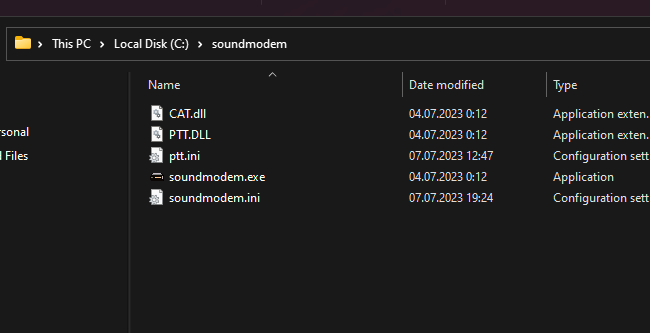 This PC > Local Disk (C:) > soundmodem
Name Date modified Type
CAT.dll 04.07.2023 0:12 Application exten...
PTT.DLL 04.07.2023 0:12 Application exten...
ptt.ini 07.07.2023 12:47 Configuration sett
soundmodem.exe 04.07.2023 0:12 Application
soundmodem.ini 07.07.2023 19:24 Configuration sett
rsonal
l Files